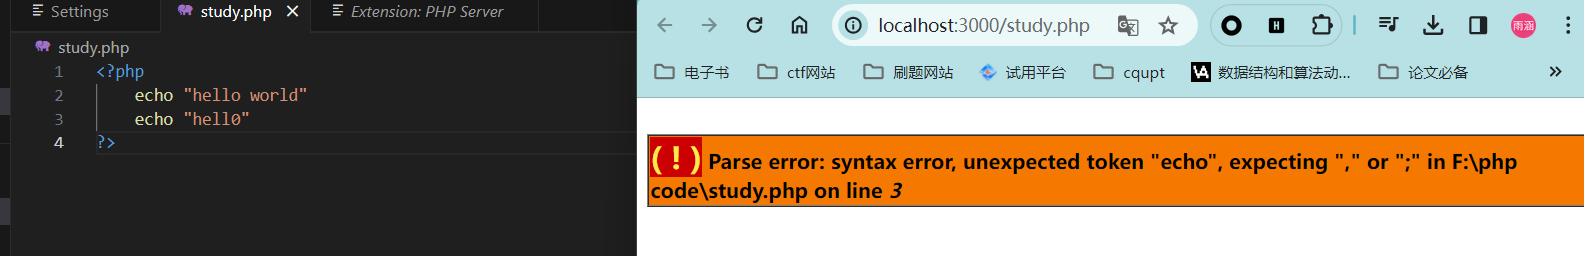 Settings
study.php
Extension: PHP Server
study.php
1 <?php
2 echo "hello world"
3 echo "hell0"
4 ?>
localhost:3000/study.php
雨涵
电子书
ctf网站
刷题网站
试用平台
cqupt
数据结构和算法动...
论文必备
(!) Parse error: syntax error, unexpected token "echo", expecting "," or ";" in F:\php
code\study.php on line 3